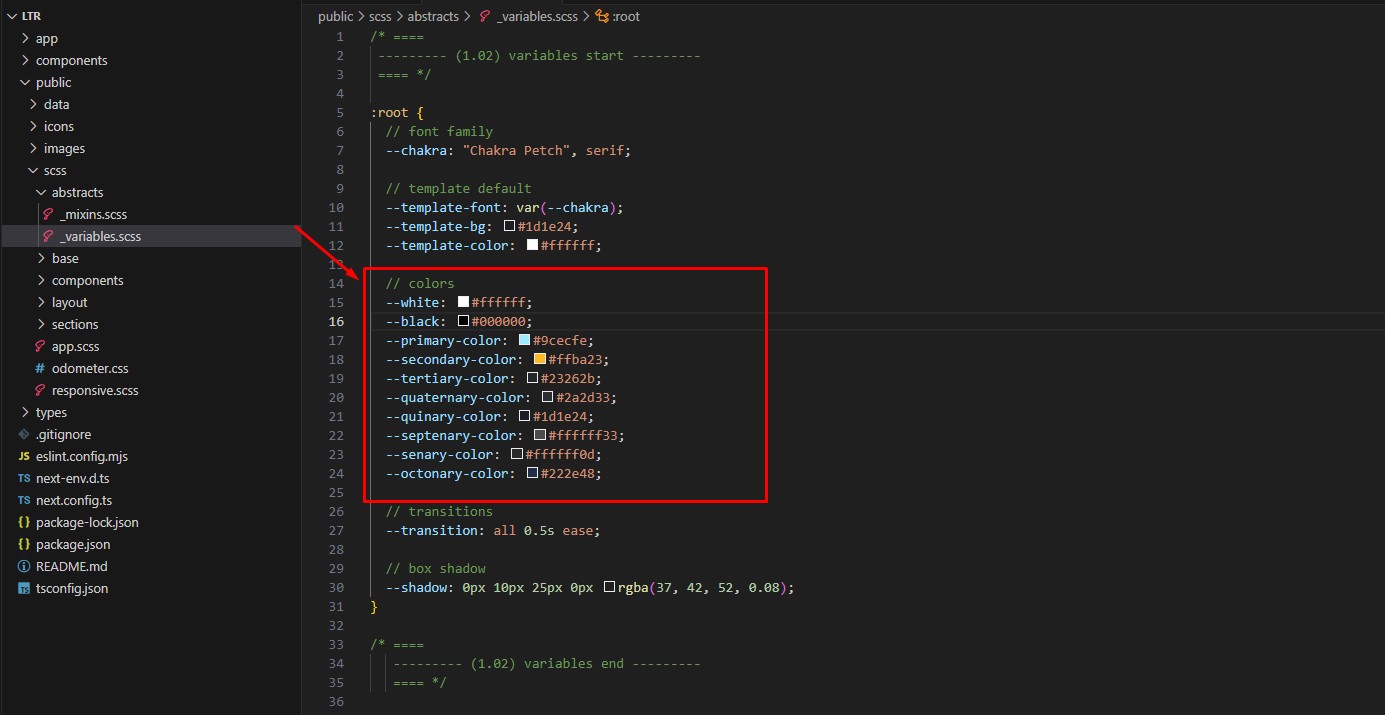 LTR
app
components
public
data
icons
images
scss
abstracts
_mixins.scss
_variables.scss
base
components
layout
sections
app.scss
# odometer.css
responsive.scss
types
.gitignore
JS eslint.config.mjs
TS next-env.d.ts
TS next.config.ts
{} package-lock.json
{} package.json
README.md
TS tsconfig.json
public > scss > abstracts > _variables.scss > :root
1 /* ====
2 --------- (1.02) variables start ---------
3 ==== */
4
5 :root {
6 // font family
7 --chakra: "Chakra Petch", serif;
8
9 // template default
10 --template-font: var(--chakra);
11 --template-bg: #1d1e24;
12 --template-color: #ffffff;
13
14 // colors
15 --white: #ffffff;
16 --black: #000000;
17 --primary-color: #9cecfe;
18 --secondary-color: #ffba23;
19 --tertiary-color: #23262b;
20 --quaternary-color: #2a2d33;
21 --quinary-color: #1d1e24;
22 --septenary-color: #ffffff33;
23 --senary-color: #ffffff0d;
24 --octonary-color: #222e48;
25
26 // transitions
27 --transition: all 0.5s ease;
28
29 // box shadow
30 --shadow: 0px 10px 25px 0px rgba(37, 42, 52, 0.08);
31 }
32
33 /* ====
34 --------- (1.02) variables end ---------
35 ==== */
36